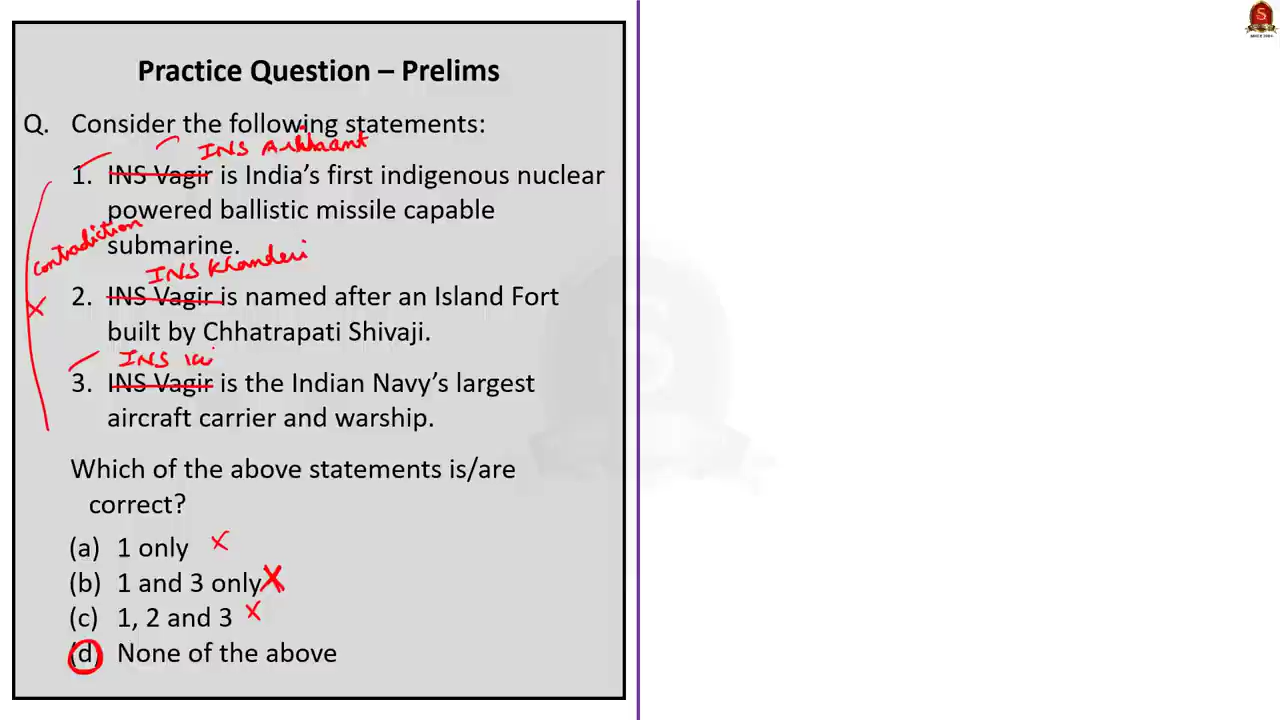 Practice Question – Prelims
Q. Consider the following statements:
INS Arihant
1. INS Vagir is India's first indigenous nuclear
powered ballistic missile capable
contradiction
submarine.
INS Khanderi
2. INS Vagir is named after an Island Fort
built by Chhatrapati Shivaji.
INS
3. INS Vagir is the Indian Navy's largest
aircraft carrier and warship.
Which of the above statements is/are
correct?
(a) 1 only
(b) 1 and 3 only
(c) 1, 2 and 3
(d) None of the above
S